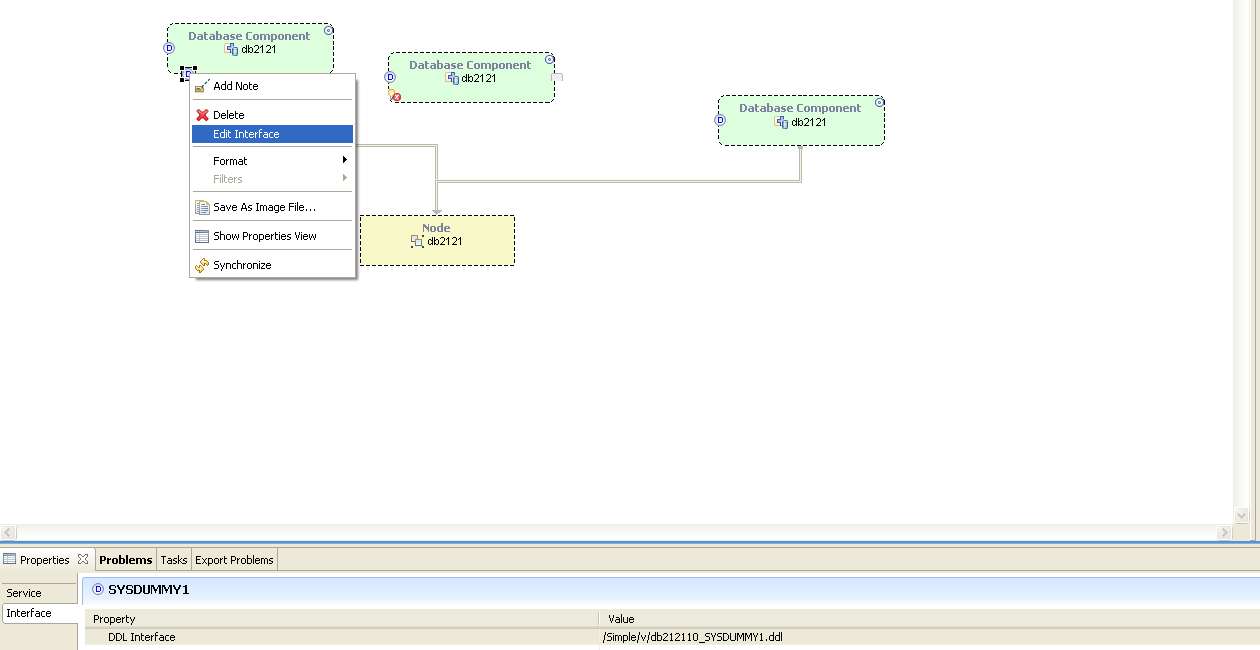 Database Component
db2121
Database Component
db2121
Database Component
db2121
Add Note
Delete
Edit Interface
Format
Filters
Save As Image File...
Show Properties View
Synchronize
Node
db2121
Properties
Problems
Tasks
Export Problems
Service
Interface
D SYSDUMMY1
Property Value
DDL Interface /Simple/v/db212110_SYSDUMMY1.ddl